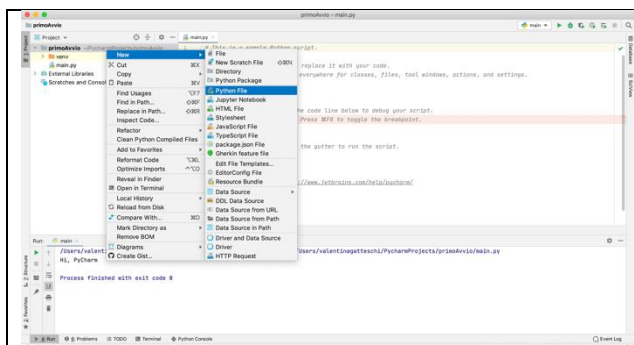 primoAvvio – main.py
primoAvvio
main
Project
main.py
primoAvvio ~/PycharmProjects/primoAvvio
# This is a sample Python script.
venv
main.py
External Libraries
Scratches and Consol
replace it with your code.
everywhere for classes, files, tool windows, actions, and settings.
he code line below to debug your script.
Press ⌘F8 to toggle the breakpoint.
the gutter to run the script.
://www.jetbrains.com/help/pycharm/
New
Cut ⌘X
Copy
Paste ⌘V
Find Usages ⌥F7
Find in Path... ⇧⌘F
Replace in Path... ⇧⌘R
Inspect Code...
Refactor
Clean Python Compiled Files
Add to Favorites
Reformat Code ⌥⌘L
Optimize Imports ^⌥O
Reveal in Finder
Open in Terminal
Local History
Reload from Disk
Compare With... ⌘D
Mark Directory as
Remove BOM
Diagrams
Create Gist...
File
New Scratch File ⇧⌘N
Directory
Python Package
Python File
Jupyter Notebook
HTML File
Stylesheet
JavaScript File
TypeScript File
package.json File
Gherkin feature file
Edit File Templates...
EditorConfig File
Resource Bundle
Data Source
DDL Data Source
Data Source from URL
Data Source from Path
Data Source in Path
Driver and Data Source
Driver
HTTP Request
Run: main
/Users/valenti
Users/valentinagatteschi/PycharmProjects/primoAvvio/main.py
Hi, PyCharm
Process finished with exit code 0
1: Project
Structure
2: Favorites
Database
SciView
4: Run
6: Problems
TODO
Terminal
Python Console
Event Log